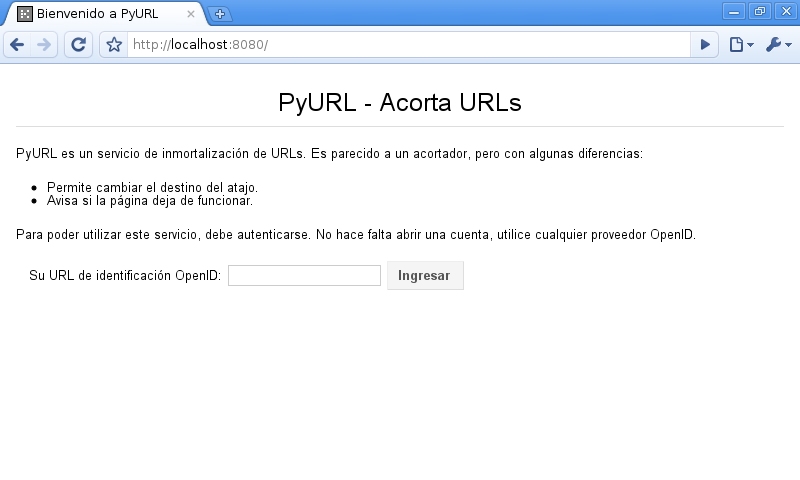 Bienvenido a PyURL
http://localhost:8080/
PyURL - Acorta URLs
PyURL es un servicio de inmortalización de URLs. Es parecido a un acortador, pero con algunas diferencias:
Permite cambiar el destino del atajo.
Avisa si la página deja de funcionar.
Para poder utilizar este servicio, debe autenticarse. No hace falta abrir una cuenta, utilice cualquier proveedor OpenID.
Su URL de identificación OpenID: Ingresar